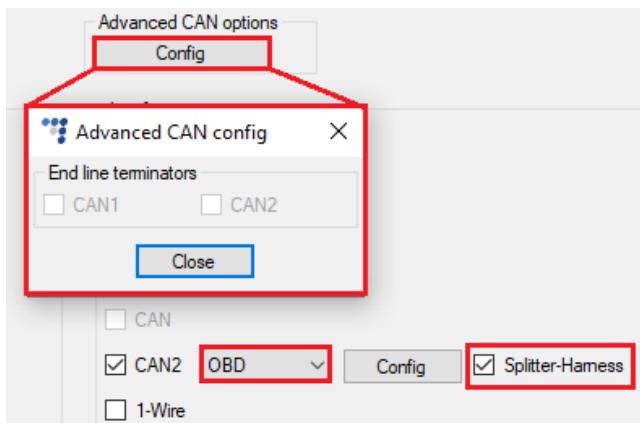 Advanced CAN options
Config
Advanced CAN config
End line terminators
CAN1 CAN2
Close
CAN
CAN2 OBD Config Splitter-Harness
1-Wire